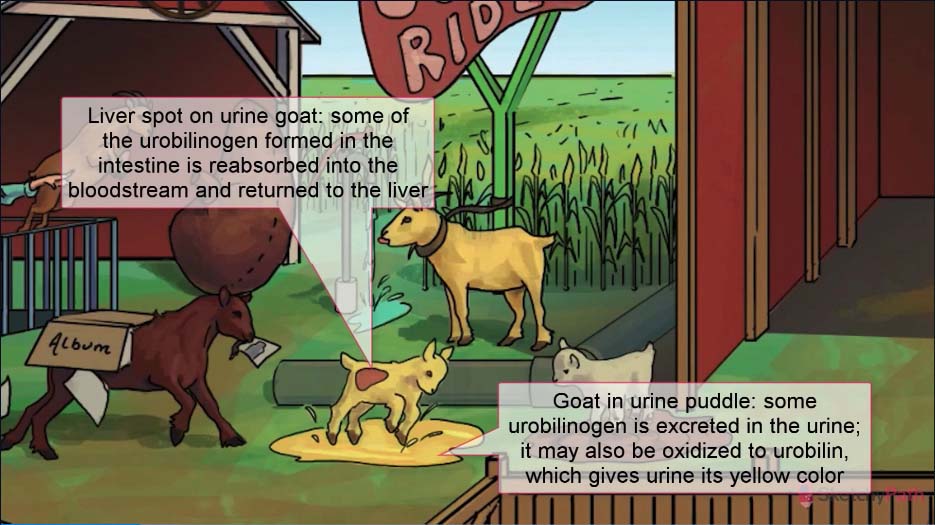 RIDE
Liver spot on urine goat: some of
the urobilinogen formed in the
intestine is reabsorbed into the
bloodstream and returned to the liver
Album
Goat in urine puddle: some
urobilinogen is excreted in the urine;
it may also be oxidized to urobilin,
which gives urine its yellow color
SketchyPath